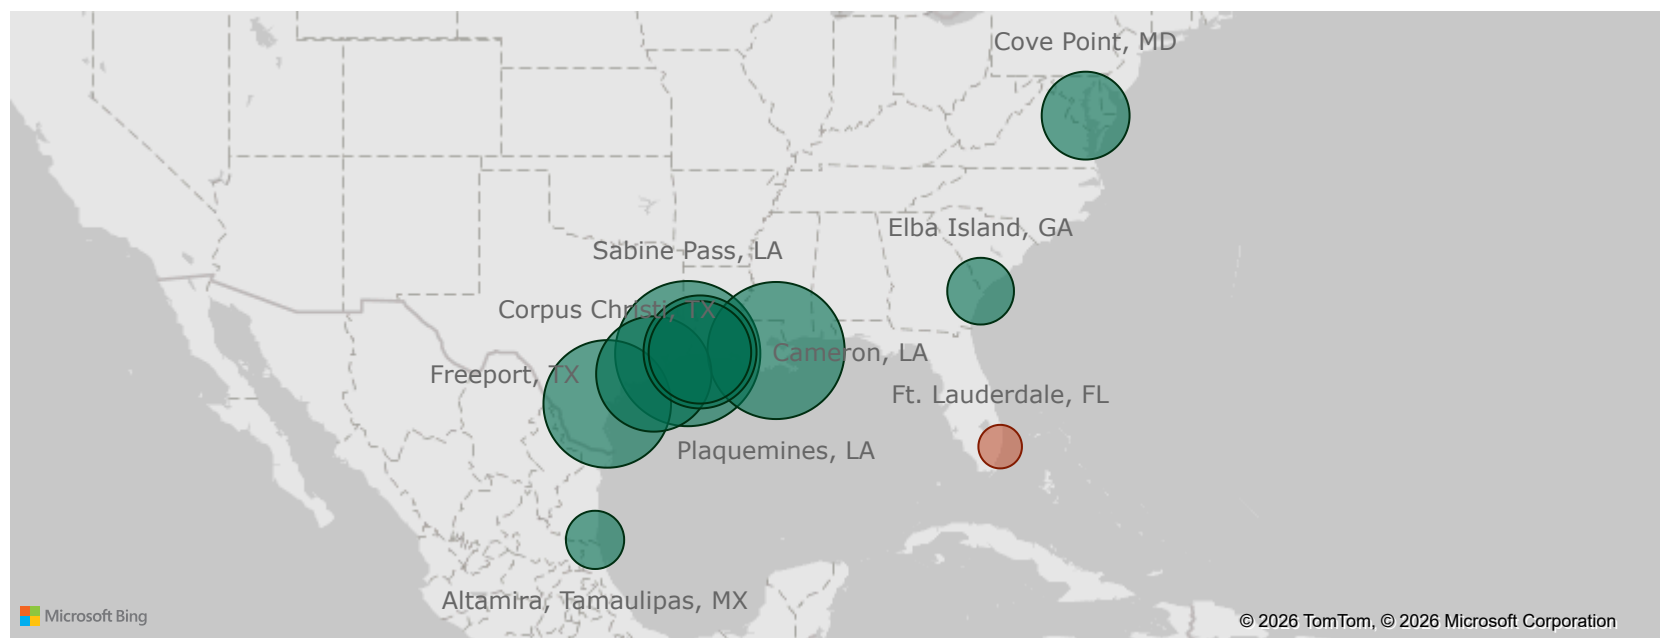 Cove Point, MD
Elba Island, GA
Sabine Pass, LA
Corpus Christi, TX
Cameron, LA
Freeport, TX
Ft. Lauderdale, FL
Plaquemines, LA
Altamira, Tamaulipas, MX
Microsoft Bing
© 2026 TomTom, © 2026 Microsoft Corporation